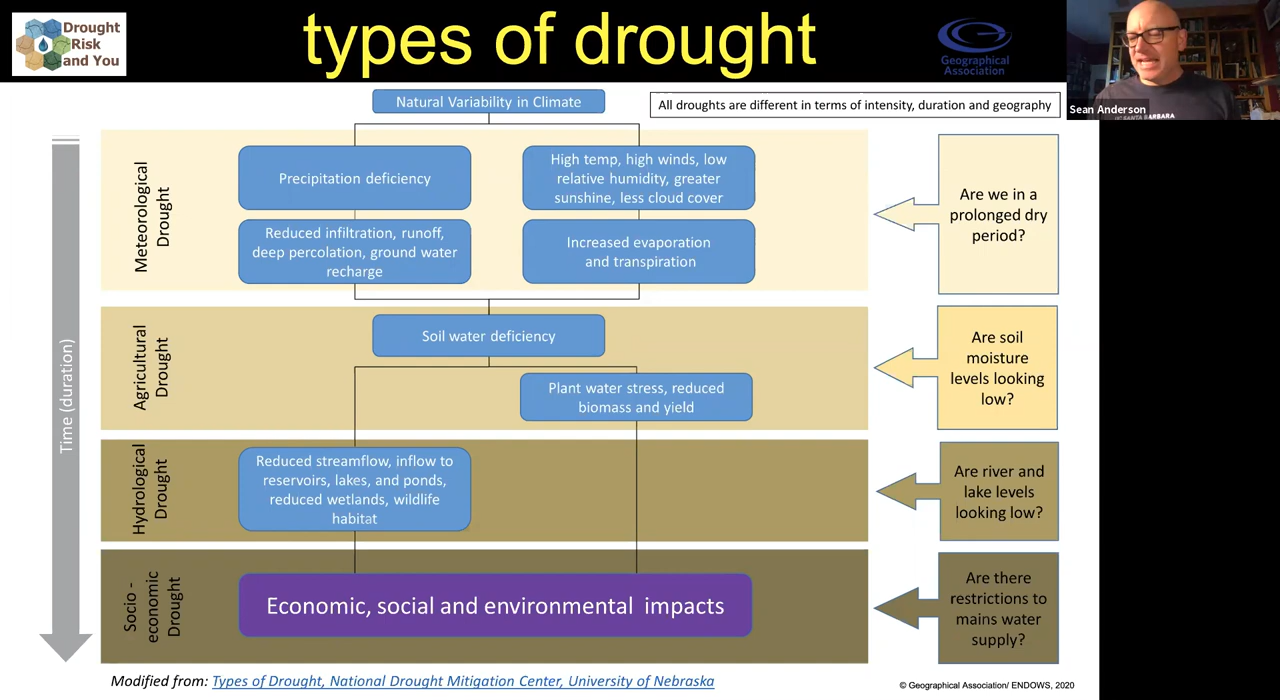 Drought
Risk
and You
types of drought
Geographical
Association
Sean Anderson
SANTA BARBARA
Natural Variability in Climate
All droughts are different in terms of intensity, duration and geography
Time (duration)
Meteorological
Drought
Precipitation deficiency
High temp, high winds, low
relative humidity, greater
sunshine, less cloud cover
Reduced infiltration, runoff,
deep percolation, ground water
recharge
Increased evaporation
and transpiration
Are we in a
prolonged dry
period?
Agricultural
Drought
Soil water deficiency
Plant water stress, reduced
biomass and yield
Are soil
moisture
levels looking
low?
Hydrological
Drought
Reduced streamflow, inflow to
reservoirs, lakes, and ponds,
reduced wetlands, wildlife
habitat
Are river and
lake levels
looking low?
Socio -
economic
Drought
Economic, social and environmental impacts
Are there
restrictions to
mains water
supply?
Modified from: Types of Drought, National Drought Mitigation Center, University of Nebraska
© Geographical Association/ ENDOWS, 2020